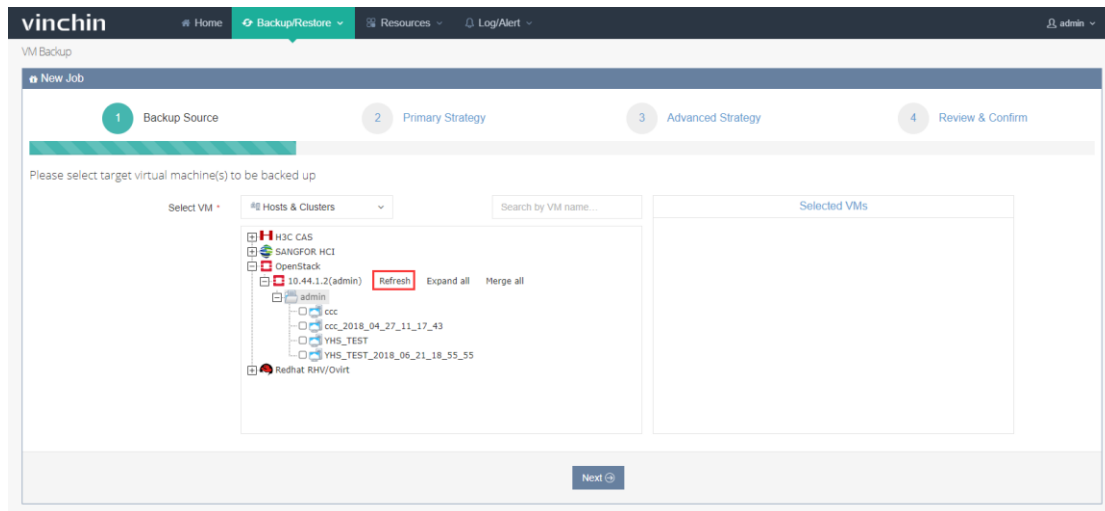 vinchin Home Backup/Restore Resources Log/Alert admin
VM Backup
New Job
1 Backup Source 2 Primary Strategy 3 Advanced Strategy 4 Review & Confirm
Please select target virtual machine(s) to be backed up
Select VM * Hosts & Clusters Search by VM name... Selected VMs
H3C CAS
SANGFOR HCI
OpenStack
10.44.1.2(admin) Refresh Expand all Merge all
admin
ccc
ccc_2018_04_27_11_17_43
YHS_TEST
YHS_TEST_2018_06_21_18_55_55
Redhat RHV/Ovirt
Next